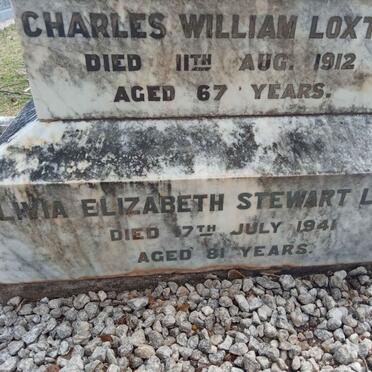 CHARLES WILLIAM LOXT
DIED 11TH AUG. 1912
AGED 67 YEARS.
LWIA ELIZABETH STEWART L
DIED 17TH JULY 1941
AGED 81 YEARS.